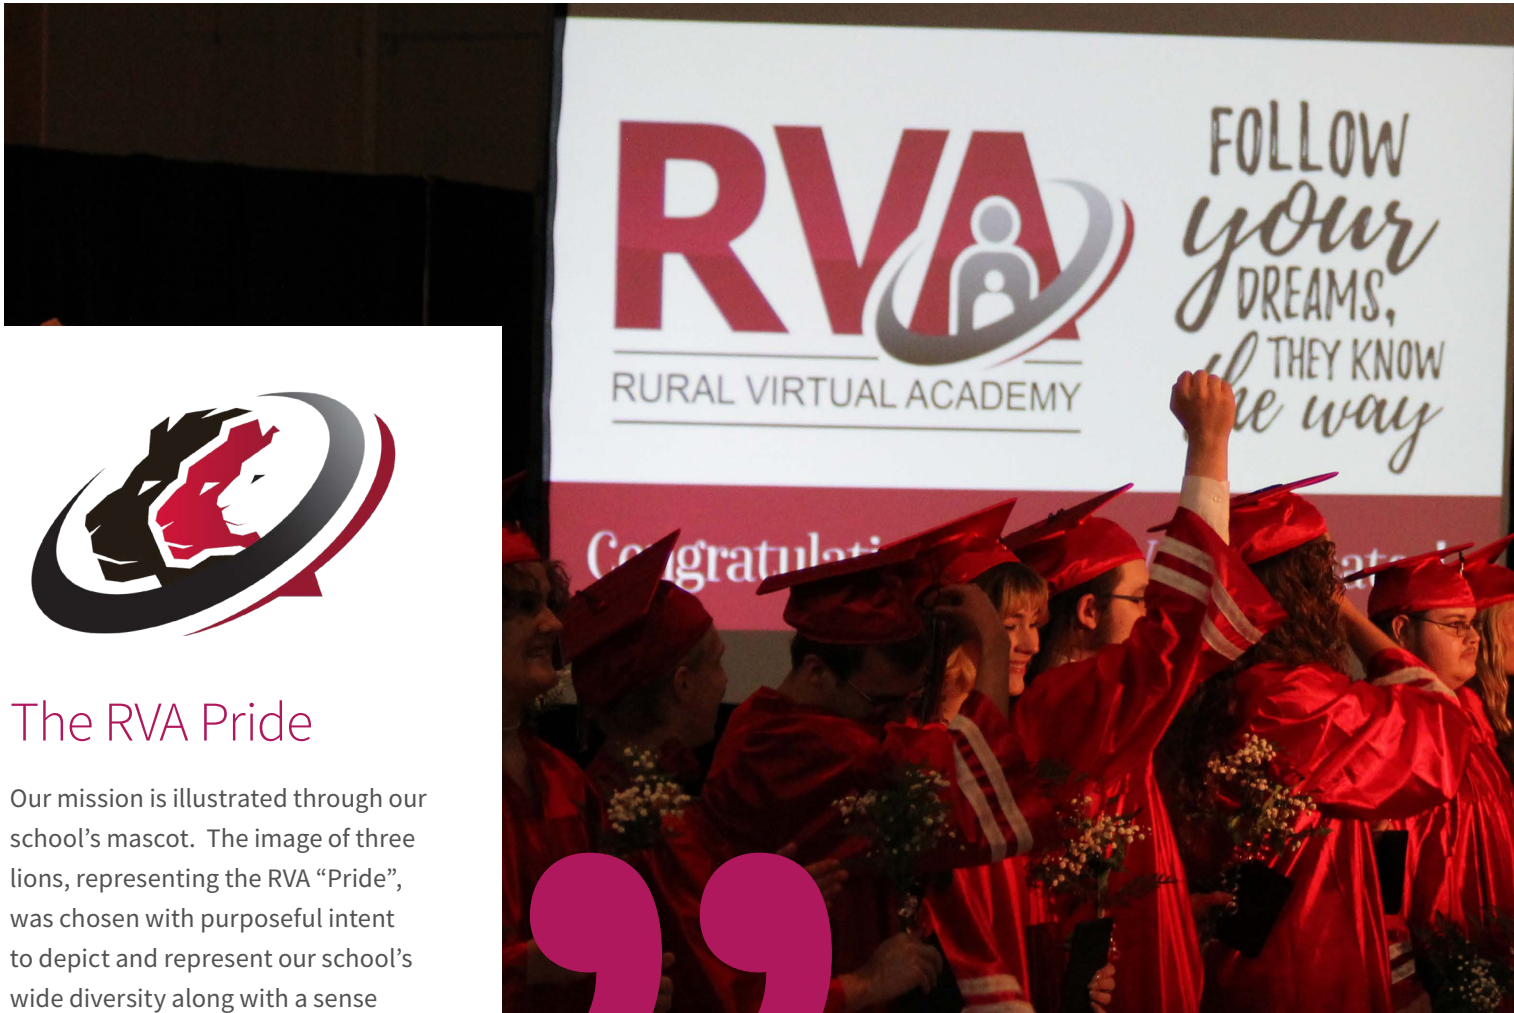 RVA
RURAL VIRTUAL ACADEMY
FOLLOW
your
DREAMS,
THEY KNOW
the way
The RVA Pride
Our mission is illustrated through our
school’s mascot.  The image of three
lions, representing the RVA “Pride”,
was chosen with purposeful intent
to depict and represent our school’s
wide diversity along with a sense